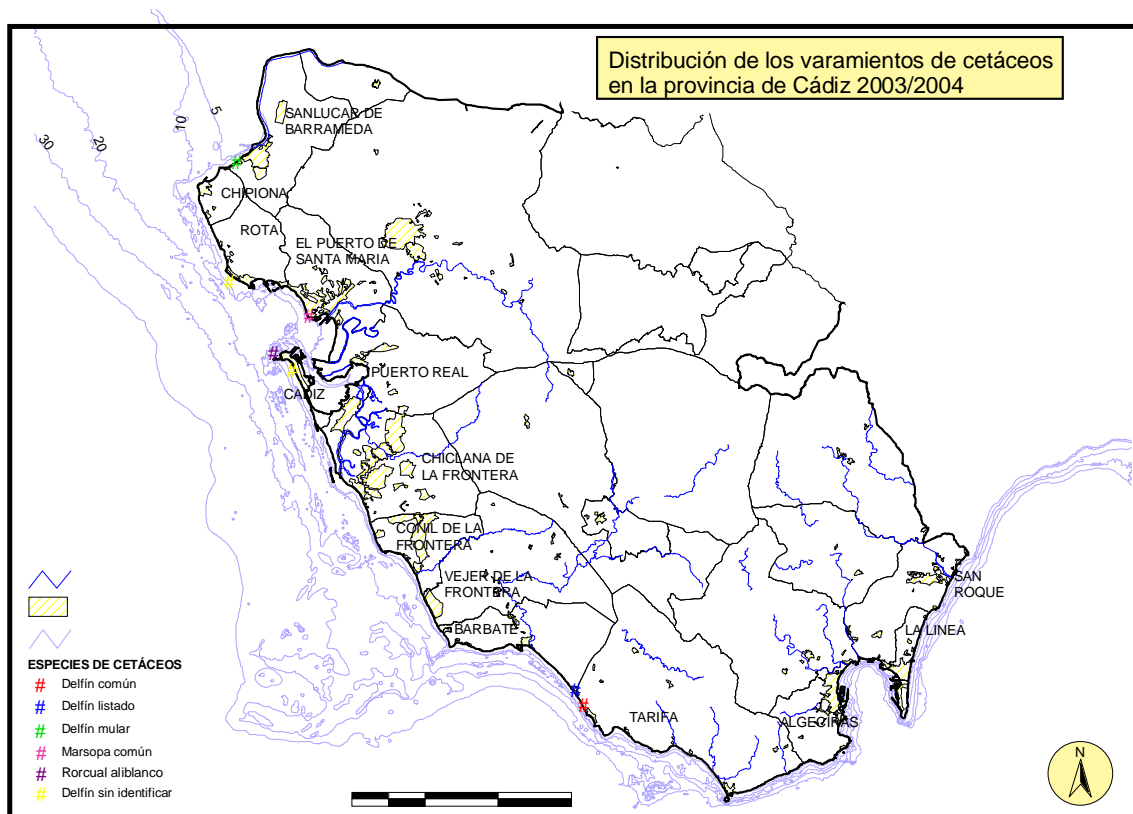 Distribución de los varamientos de cetáceos
en la provincia de Cádiz 2003/2004
5
10
20
30
SANLUCAR DE
BARRAMEDA
CHIPIONA
ROTA
EL PUERTO DE
SANTA MARIA
PUERTO REAL
CADIZ
CHICLANA DE
LA FRONTERA
CONIL DE LA
FRONTERA
VEJER DE LA
FRONTERA
BARBATE
SAN
ROQUE
LA LINEA
TARIFA
ALGECIRAS
ESPECIES DE CETÁCEOS
# Delfín común
# Delfín listado
# Delfín mular
# Marsopa común
# Rorcual aliblanco
# Delfín sin identificar
N